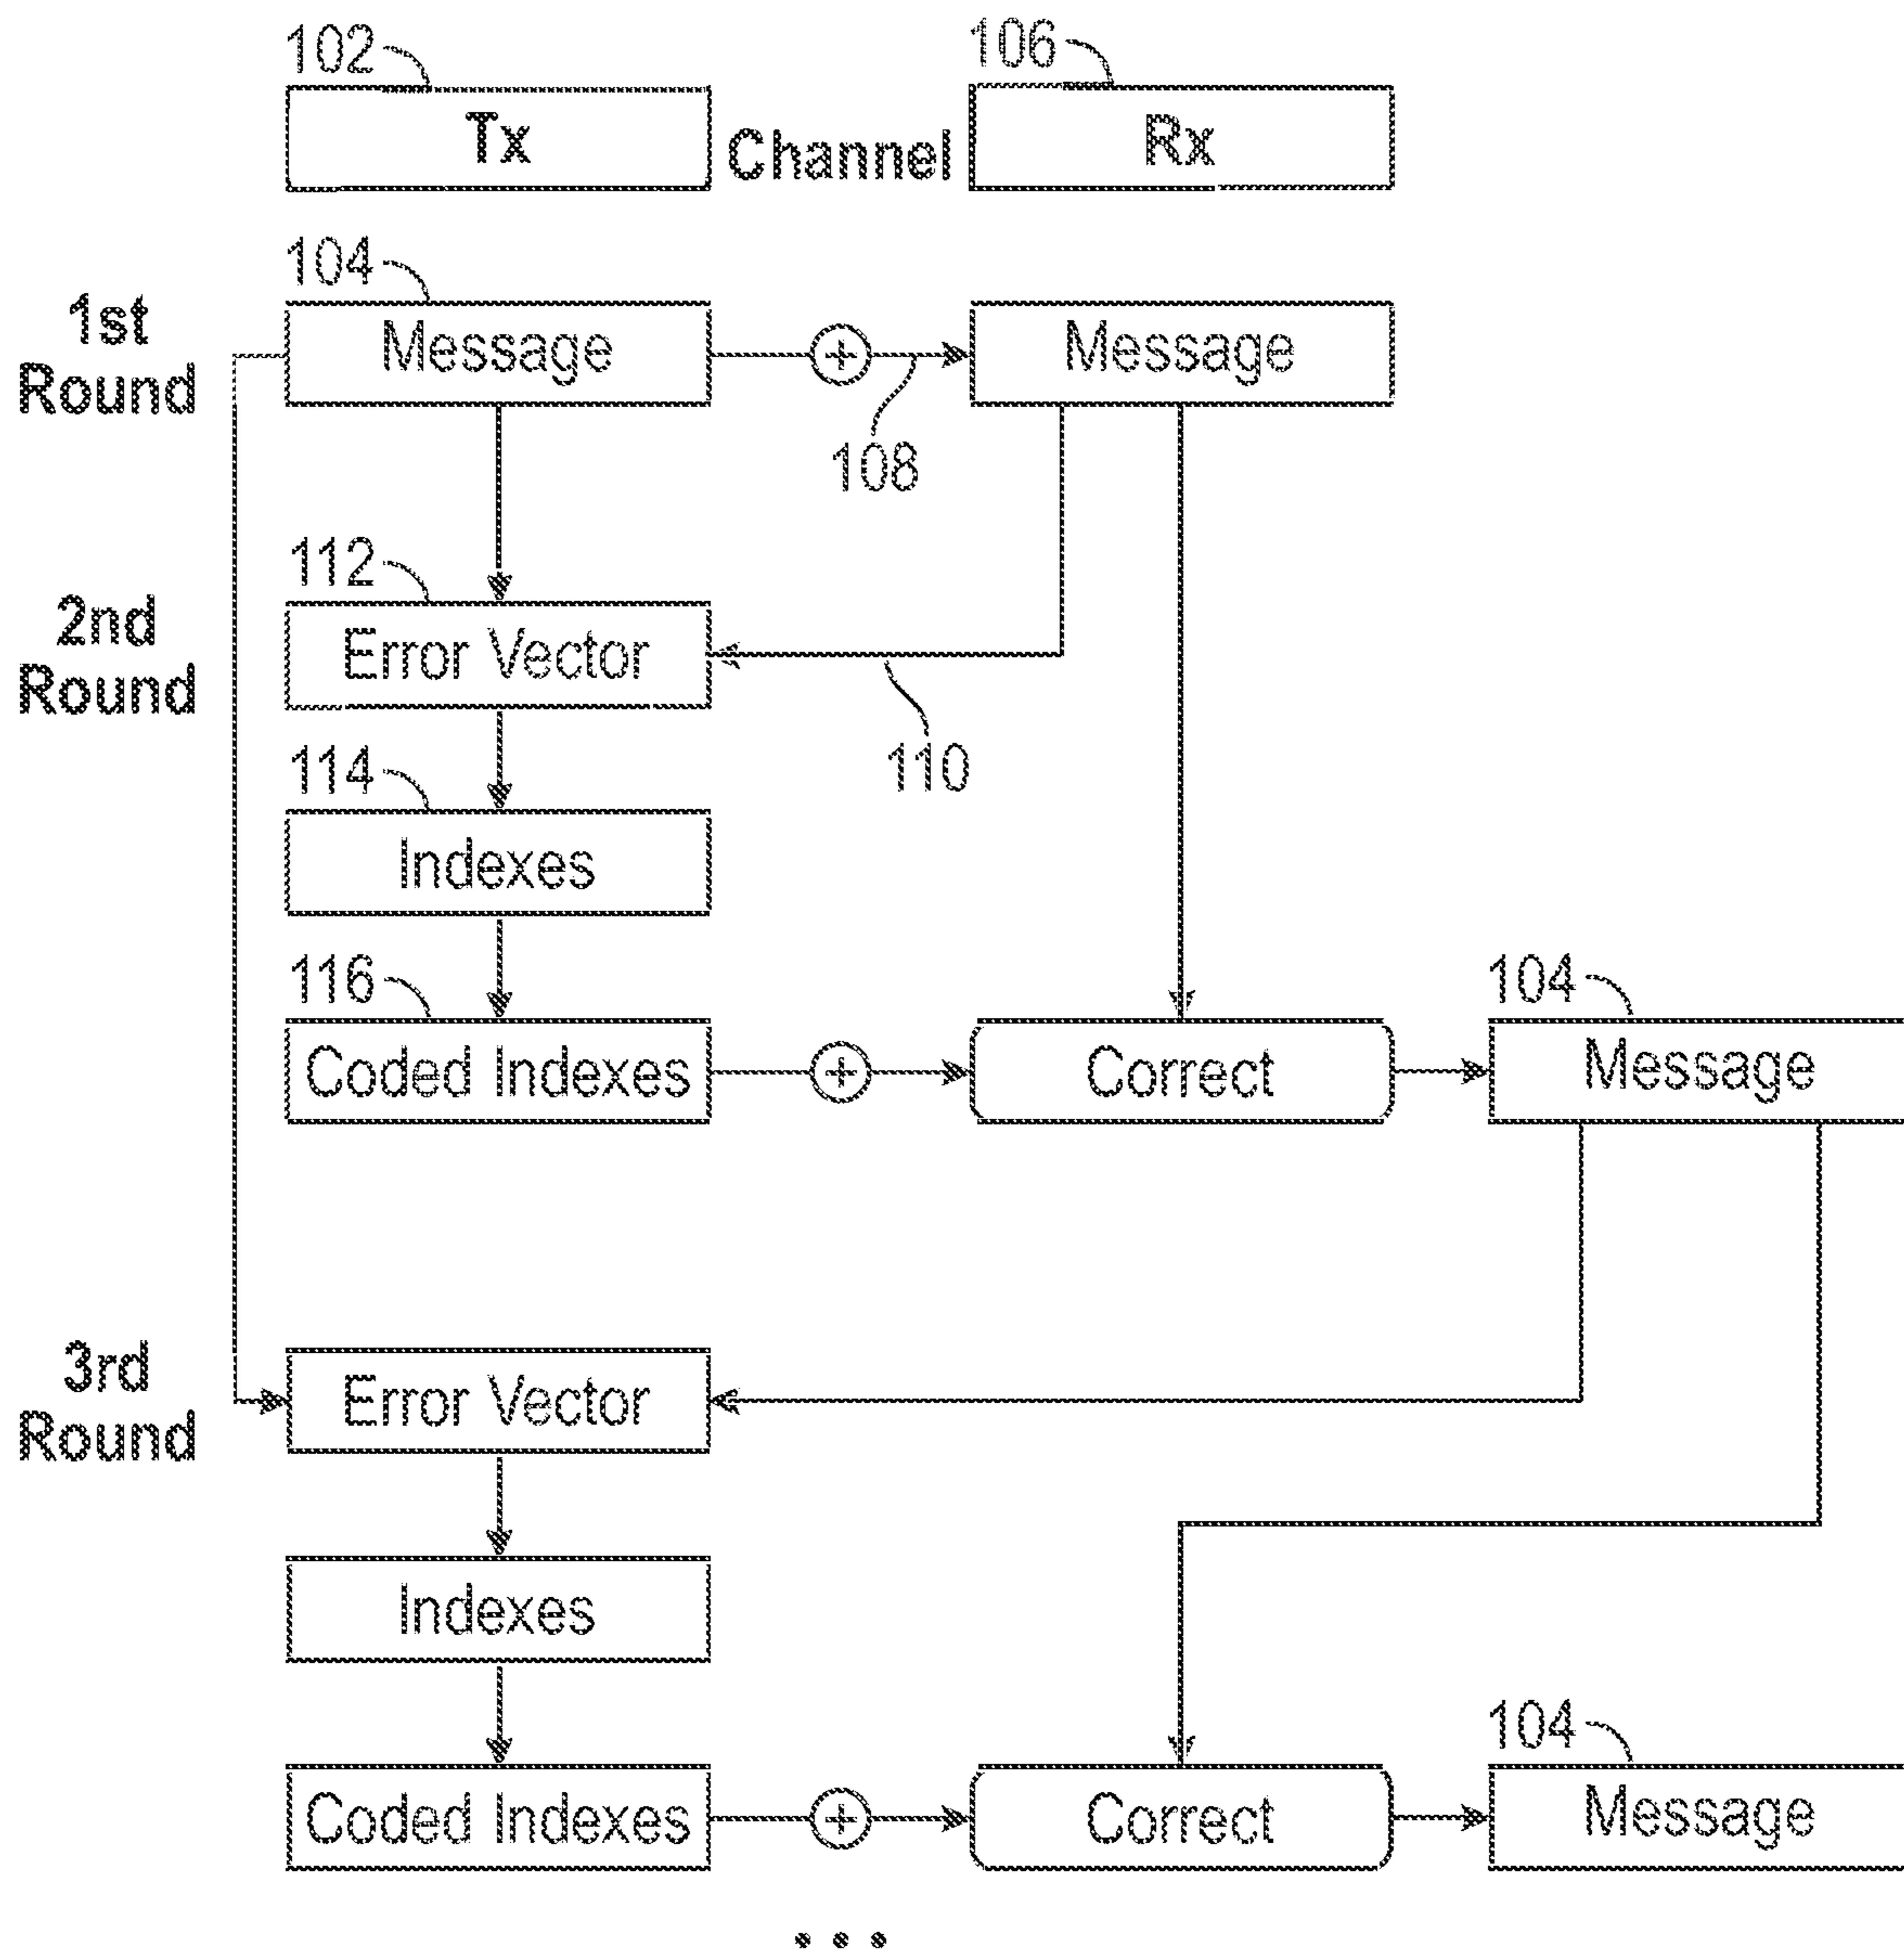 102
106
Tx
Channel
Rx
104
1st
Round
Message
Message
108
112
2nd
Round
Error Vector
110
114
Indexes
116
104
Coded Indexes
Correct
Message
3rd
Round
Error Vector
Indexes
104
Coded Indexes
Correct
Message
...